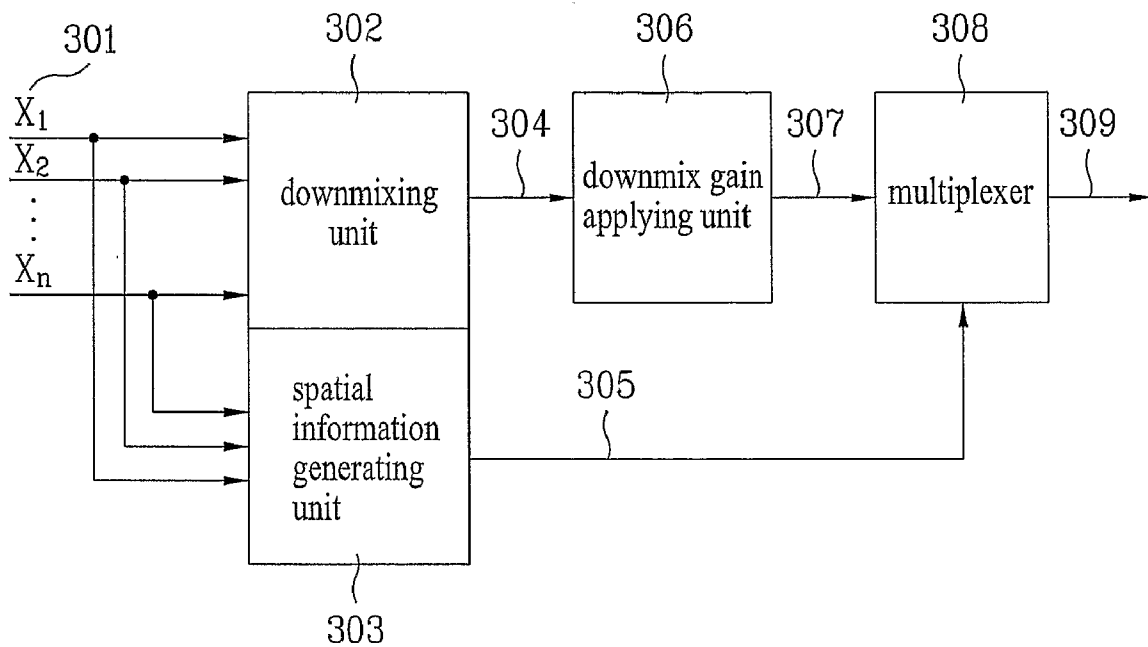 301
302
306
308
X1
X2
⋮
Xn
downmixing
unit
304
downmix gain
applying unit
307
multiplexer
309
spatial
information
generating
unit
305
303